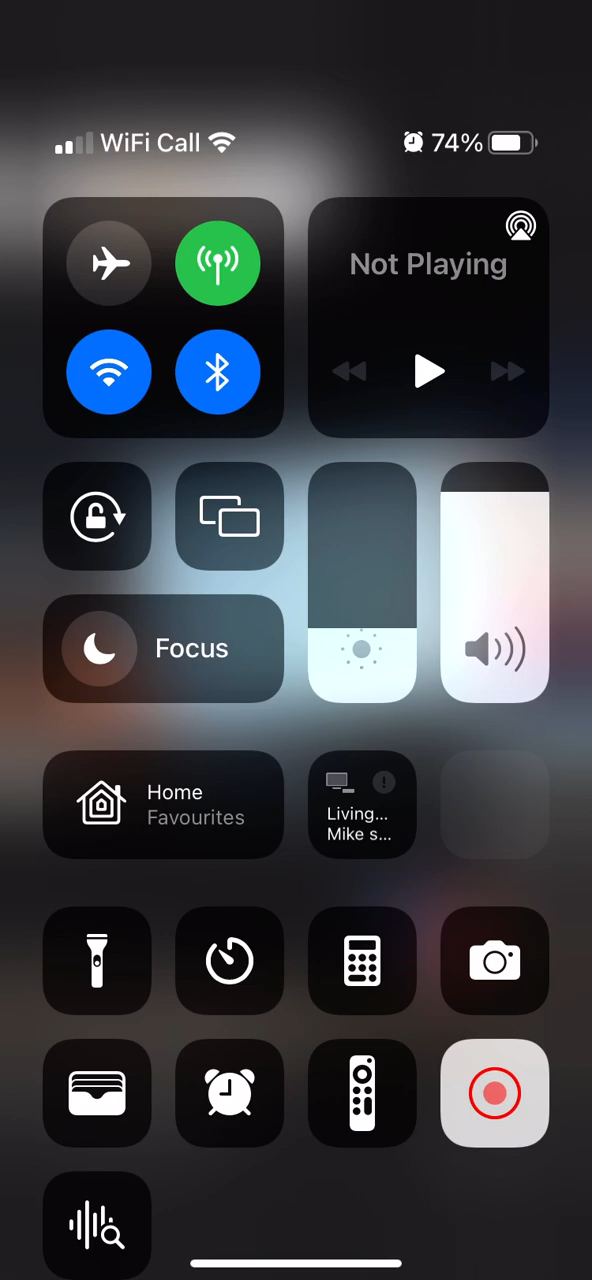 WiFi Call
74%
Not Playing
Focus
Home
Favourites
Living...
Mike s...